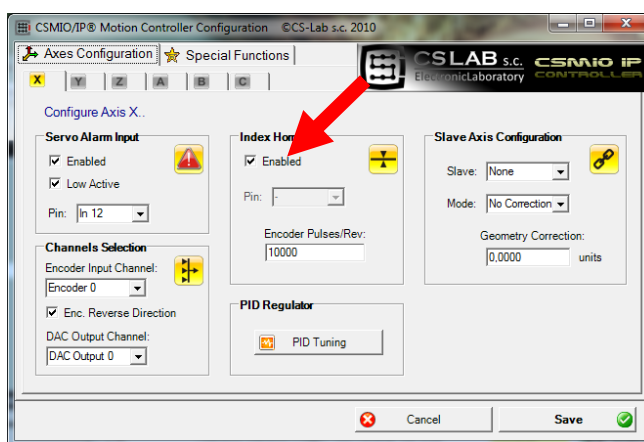 CSMIO/IP® Motion Controller Configuration ©CS-Lab s.c. 2010
Axes Configuration
Special Functions
CSLAB s.c.
ElectronicLaboratory
CSMIO IP
CONTROLLER
X Y Z A B C
Configure Axis X..
Servo Alarm Input
Enabled
Low Active
Pin: In 12
Channels Selection
Encoder Input Channel:
Encoder 0
Enc. Reverse Direction
DAC Output Channel:
DAC Output 0
Index Hom
Enabled
Pin: -
Encoder Pulses/Rev:
10000
PID Regulator
PID Tuning
Slave Axis Configuration
Slave: None
Mode: No Correction
Geometry Correction:
0,0000 units
Cancel
Save